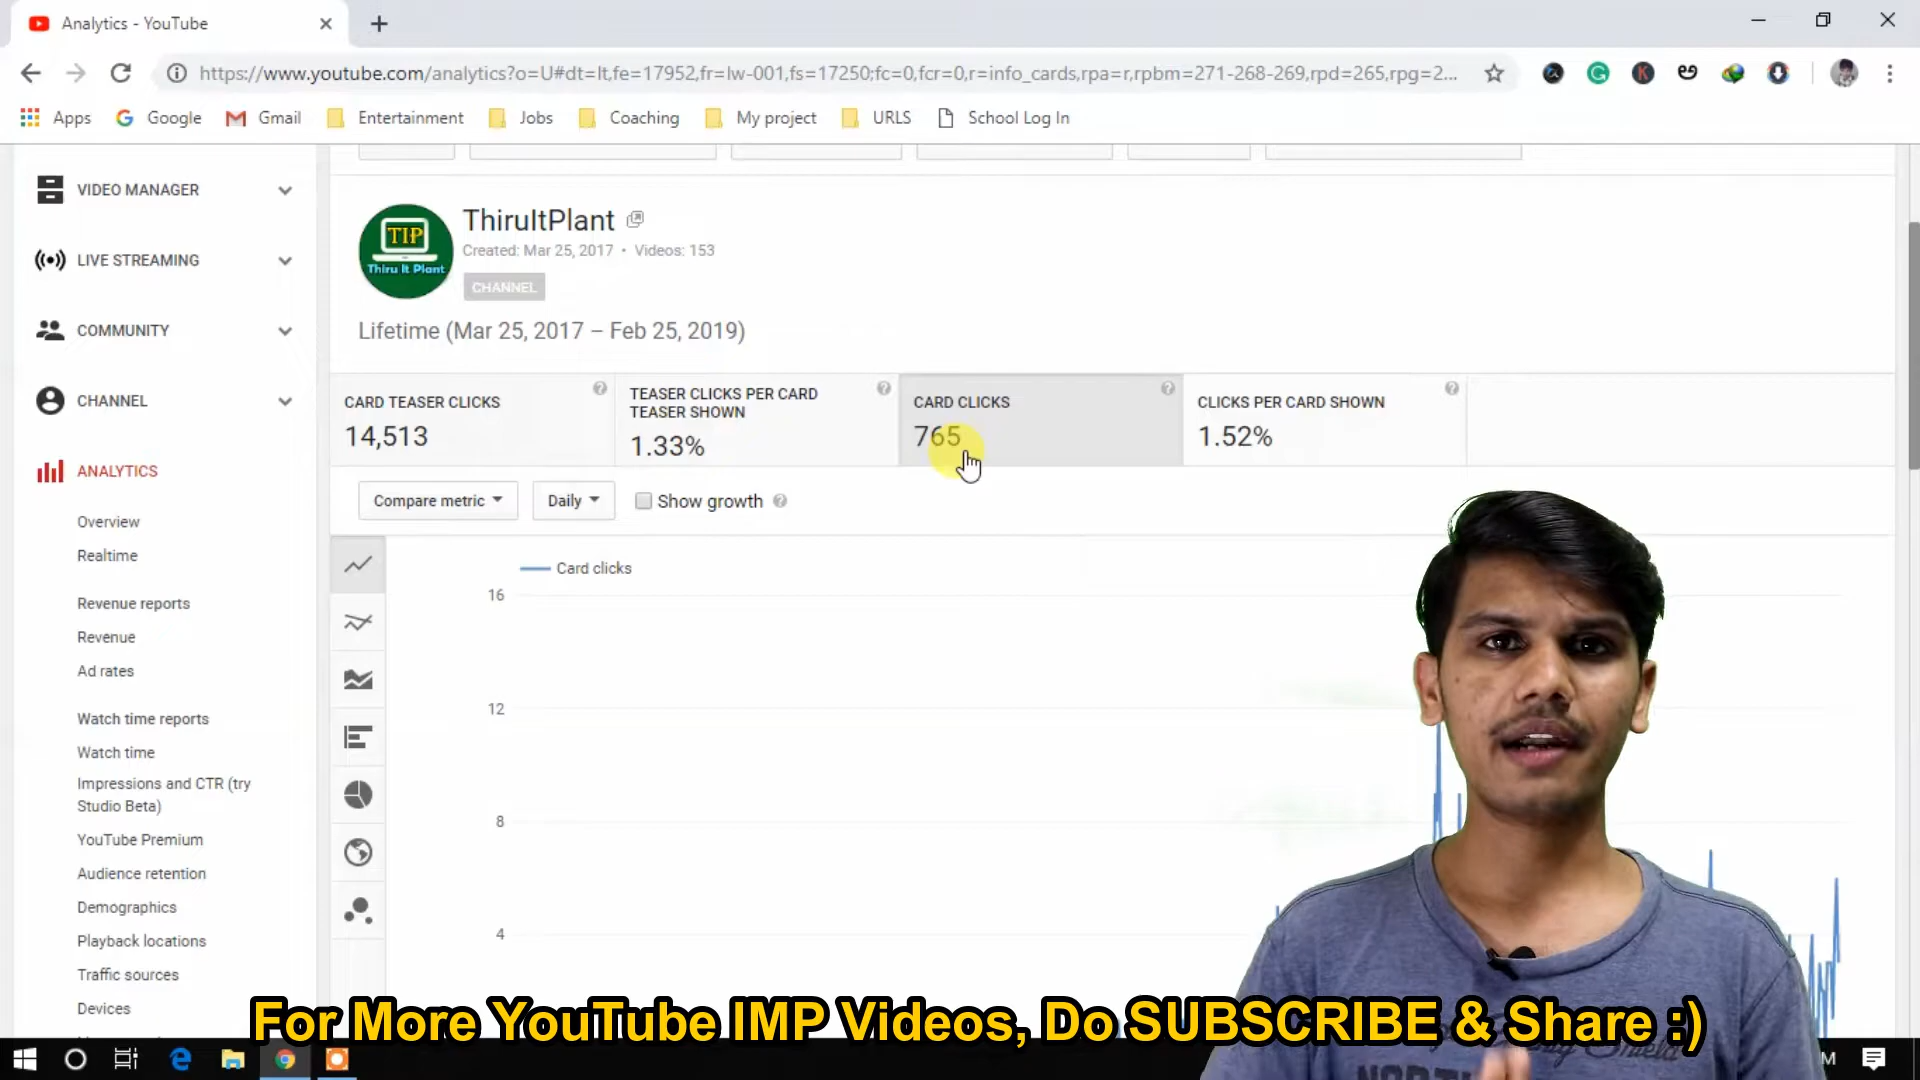 Analytics - YouTube
https://www.youtube.com/analytics?o=U#dt=lt,fe=17952,fr=lw-001,fs=17250;fc=0,fcr=0,r=info_cards,rpa=r,rpbm=271-268-269,rpd=265,rpg=2...
Apps Google Gmail Entertainment Jobs Coaching My project URLS School Log In
VIDEO MANAGER
LIVE STREAMING
COMMUNITY
CHANNEL
ANALYTICS
Overview
Realtime
Revenue reports
Revenue
Ad rates
Watch time reports
Watch time
Impressions and CTR (try
Studio Beta)
YouTube Premium
Audience retention
Demographics
Playback locations
Traffic sources
Devices
TIP
Thiru It Plant
ThiruItPlant
Created: Mar 25, 2017 • Videos: 153
CHANNEL
Lifetime (Mar 25, 2017 – Feb 25, 2019)
CARD TEASER CLICKS
14,513
TEASER CLICKS PER CARD
TEASER SHOWN
1.33%
CARD CLICKS
765
CLICKS PER CARD SHOWN
1.52%
Compare metric Daily Show growth
Card clicks
16
12
8
4
For More YouTube IMP Videos, Do SUBSCRIBE & Share :)